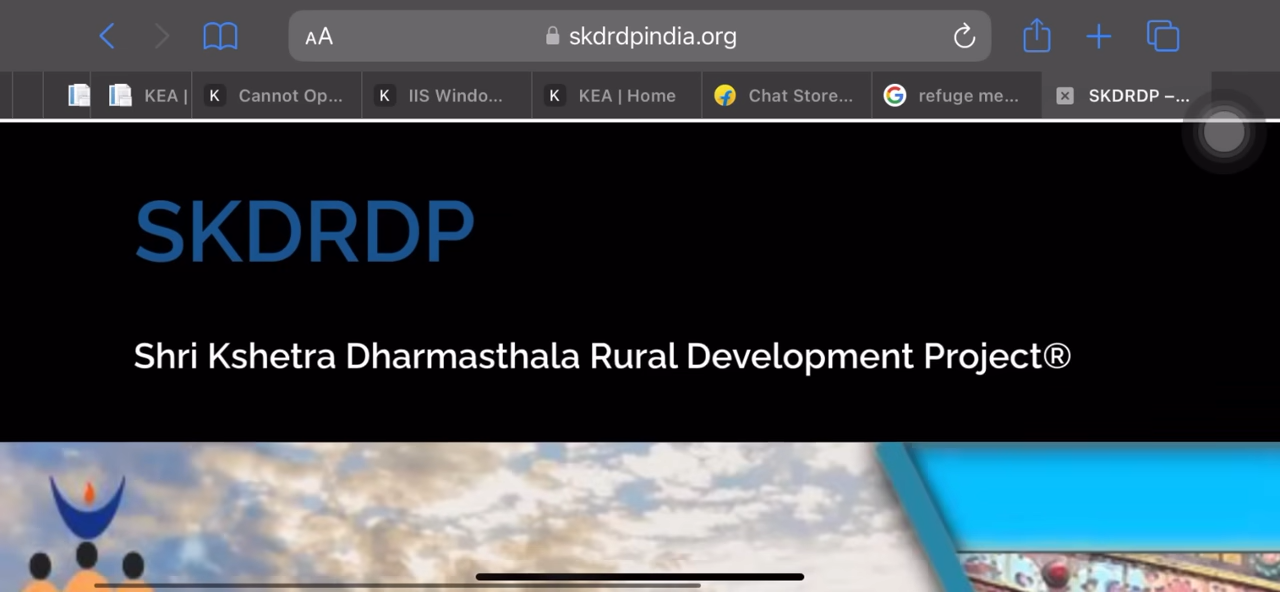 AA skdrdpindia.org
KEA | K Cannot Op... K IIS Windo... K KEA | Home Chat Store... G refuge me... SKDRDP –...
SKDRDP
Shri Kshetra Dharmasthala Rural Development Project®